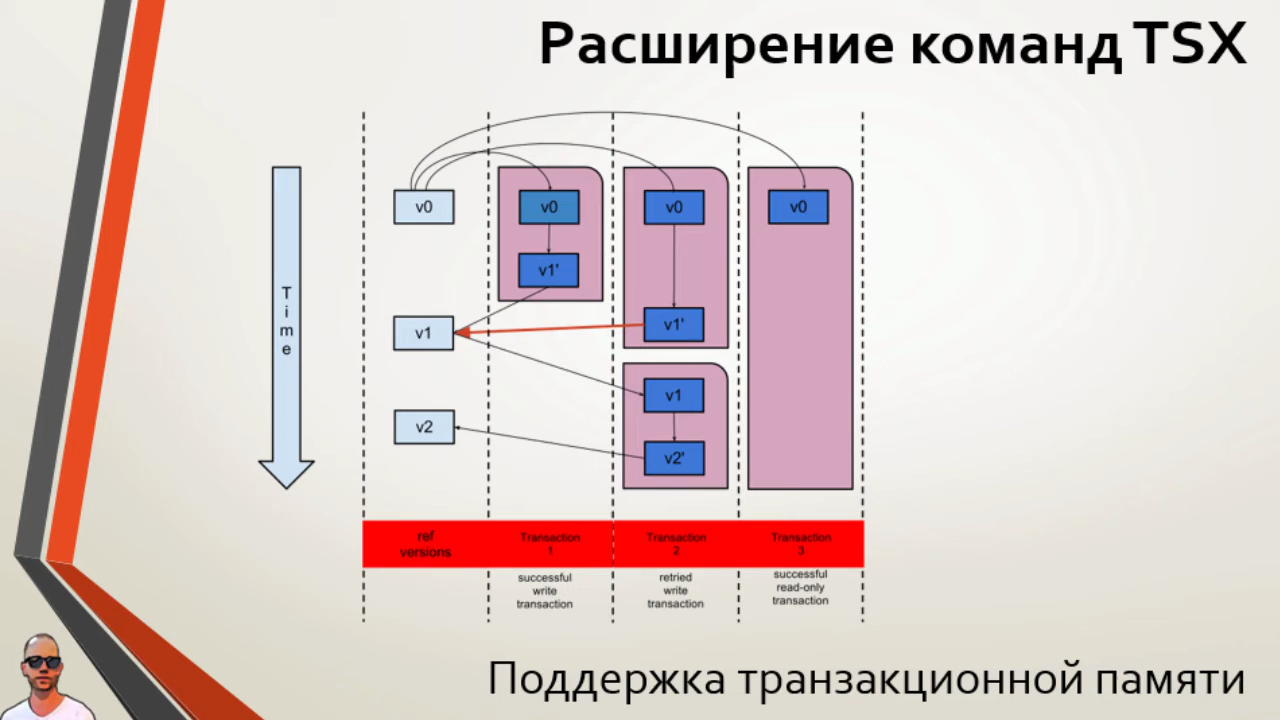 Расширение команд TSX
v0
v0
v0
v0
v1'
T
i
m
e
v1
v1'
v1
v2
v2'
ref
versions
Transaction
1
Transaction
2
Transaction
3
successful
write
transaction
retried
write
transaction
successful
read-only
transaction
Поддержка транзакционной памяти